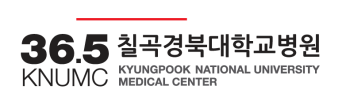 36.5 칠곡경북대학교병원
KNUMC KYUNGPOOK NATIONAL UNIVERSITY
MEDICAL CENTER